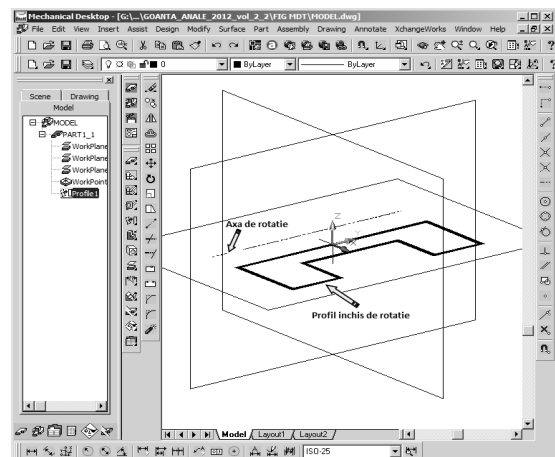 Mechanical Desktop - [G:\_..\GOANTA_ANALE_2012_vol_2_2\FIG MDT\MODEL.dwg]
File Edit View Insert Assist Design Modify Surface Part Assembly Drawing Annotate XchangeWorks Window Help
0 ByLayer ByLayer
Scene Drawing
Model
MODEL
PART1_1
WorkPlane
WorkPlane
WorkPlane
WorkPoint
Profile1
Axa de rotatie
Z
Y
X
Profil inchis de rotatie
Model Layout1 Layout2
ISO-25